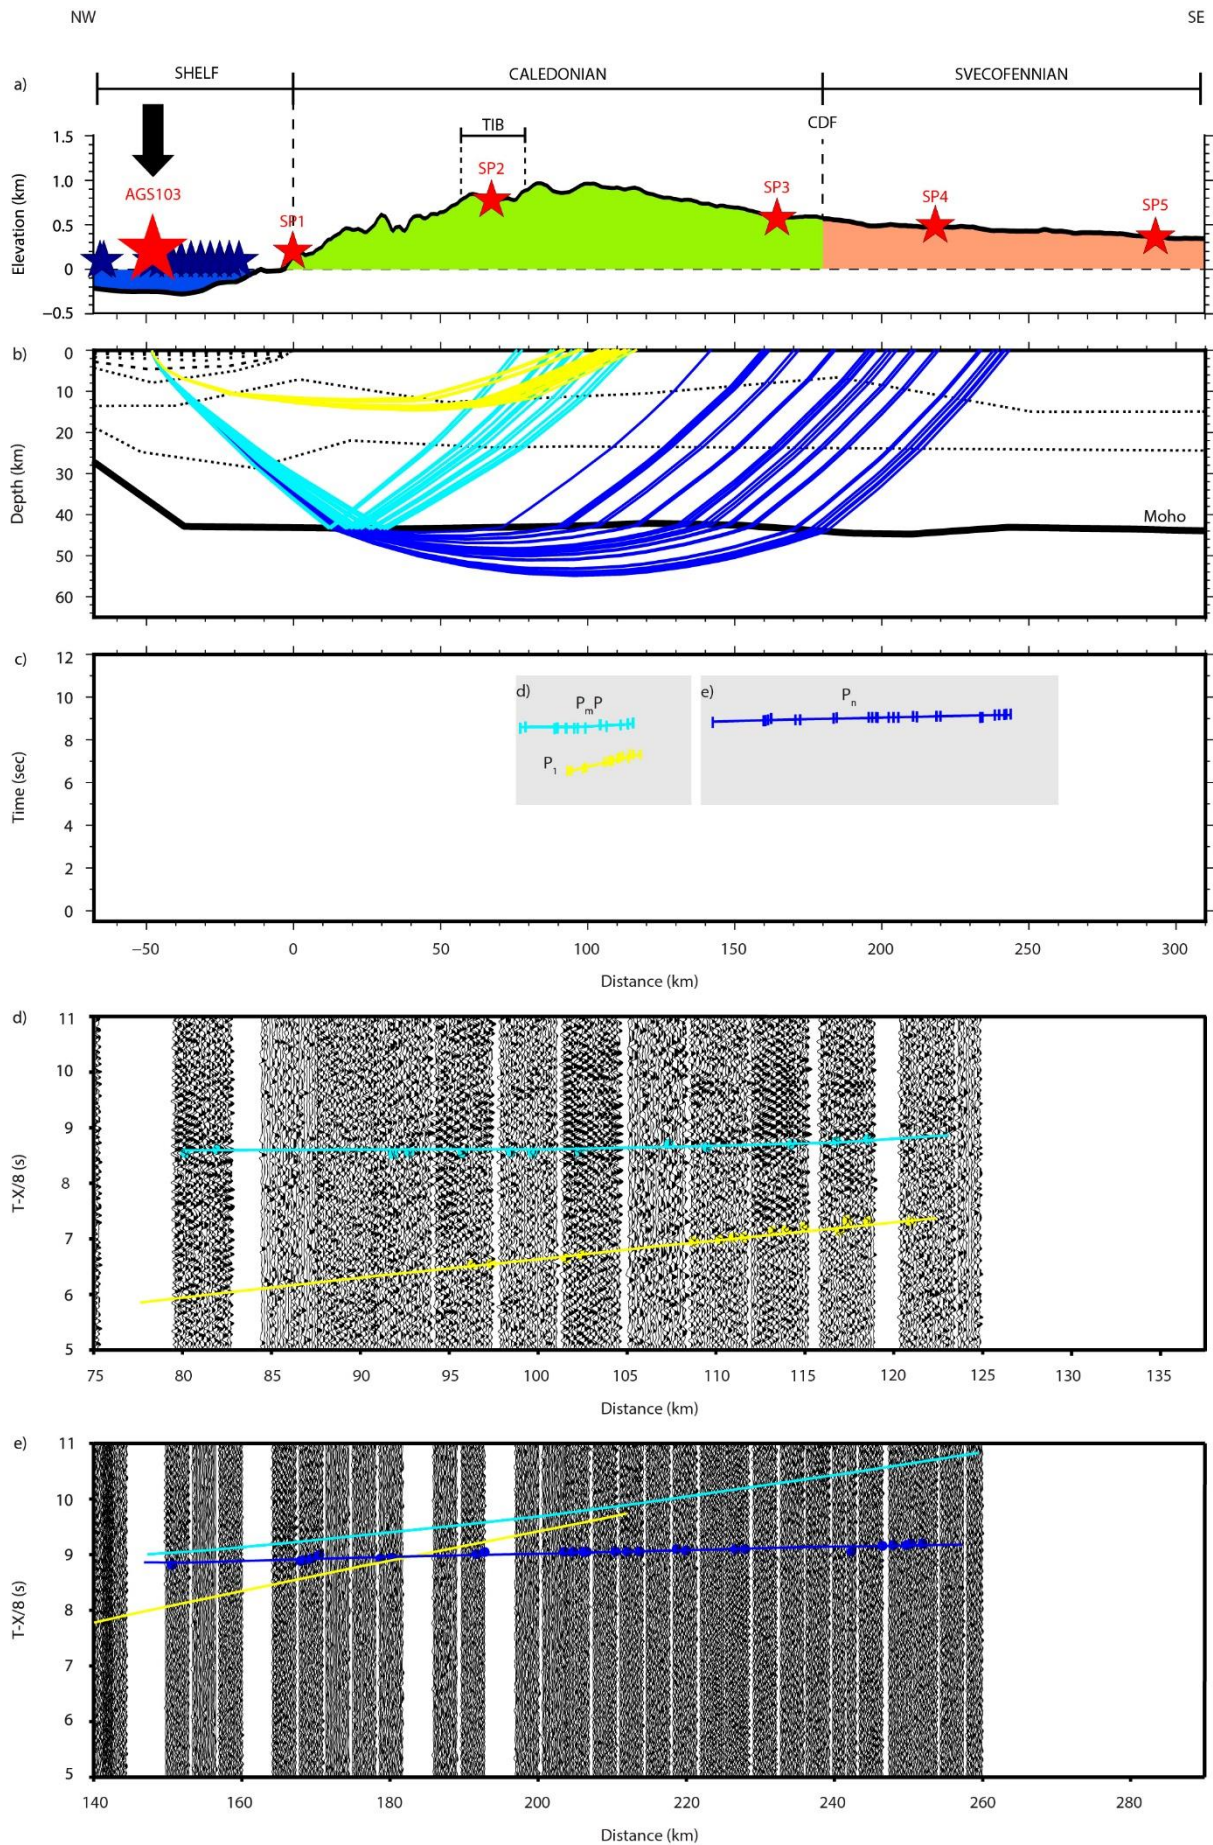 NW SE
a) SHELF CALEDONIAN SVECOFENNIAN
TIB CDF
AGS103 SP1 SP2 SP3 SP4 SP5
Elevation (km)
1.5
1.0
0.5
0
−0.5
b)
Depth (km)
0
10
20
30
40
50
60
Moho
c)
Time (sec)
12
10
8
6
4
2
0
d) PmP
P1
e) Pn
−50 0 50 100 150 200 250 300
Distance (km)
d)
T-X/8 (s)
11
10
9
8
7
6
5
75 80 85 90 95 100 105 110 115 120 125 130 135
Distance (km)
e)
T-X/8 (s)
11
10
9
8
7
6
5
140 160 180 200 220 240 260 280
Distance (km)